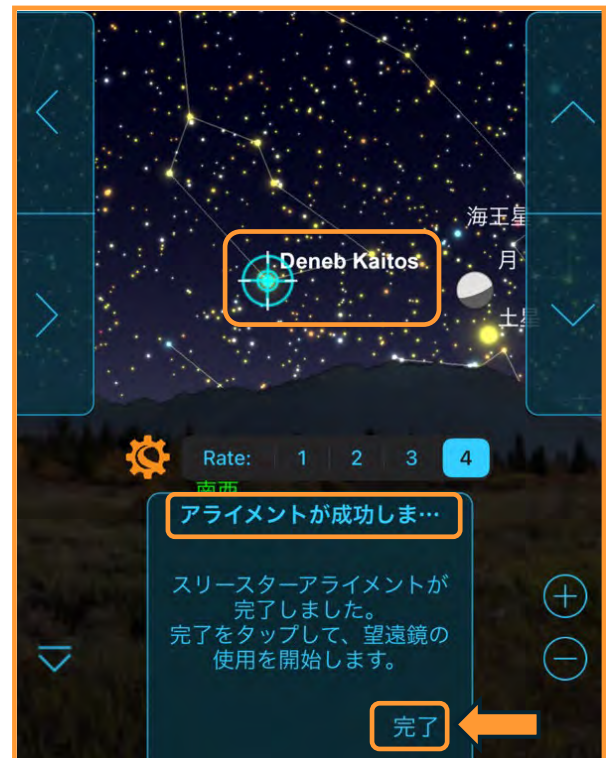 海王星
Deneb Kaitos
月
土星
Rate: 1 2 3 4
南西
アライメントが成功しま…
スリースターアライメントが
完了しました。
完了をタップして、望遠鏡の
使用を開始します。
完了